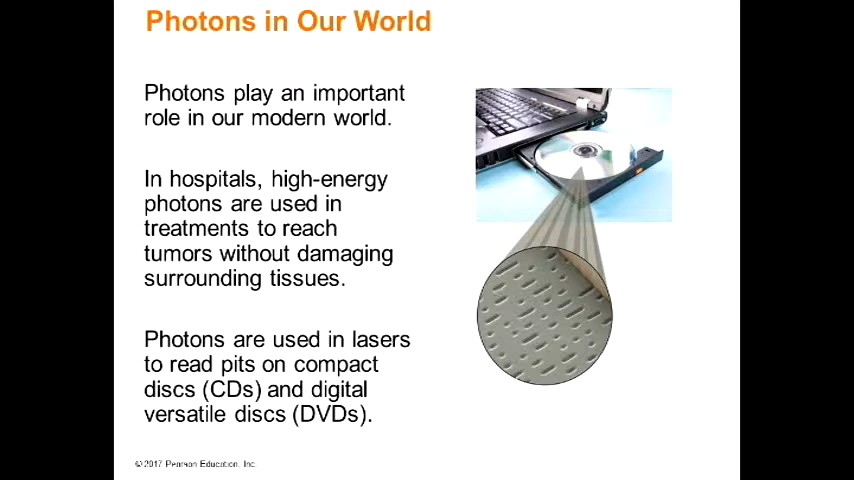 Photons in Our World
Photons play an important
role in our modern world.
In hospitals, high-energy
photons are used in
treatments to reach
tumors without damaging
surrounding tissues.
Photons are used in lasers
to read pits on compact
discs (CDs) and digital
versatile discs (DVDs).
© 2017 Pearson Education, Inc.